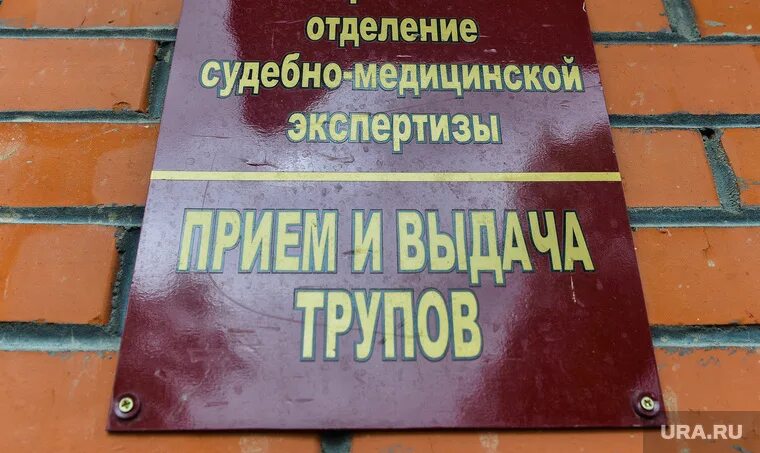 отделение
судебно-медицинской
экспертизы
ПРИЕМ И ВЫДАЧА
ТРУПОВ
URA.RU